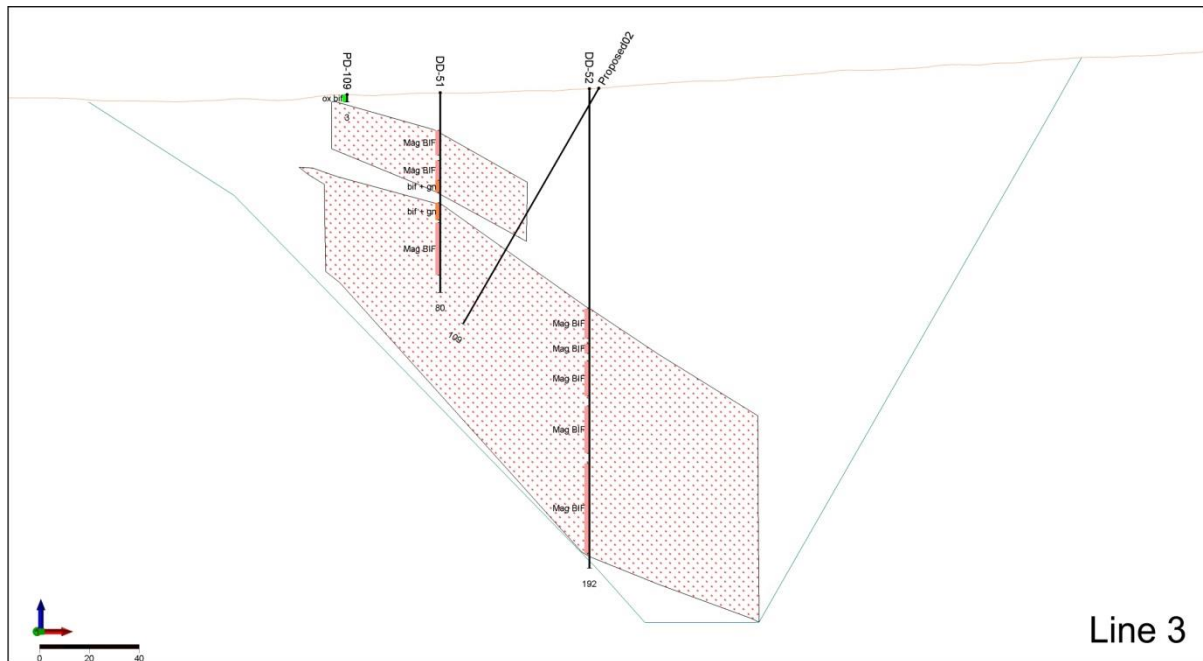 PD-109
DD-51
DD-52
Proposed02
ox bif
3
Mag BIF
Mag BIF
bif + gn
bif + gn
Mag BIF
80
109
Mag BIF
Mag BIF
Mag BIF
Mag BIF
Mag BIF
192
0 20 40
Line 3